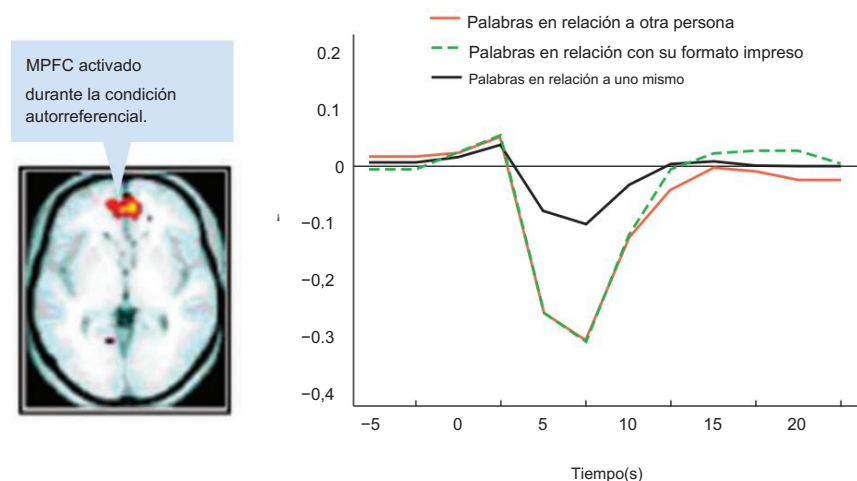 MPFC activado
durante la condición
autorreferencial.
Palabras en relación a otra persona
Palabras en relación con su formato impreso
Palabras en relación a uno mismo
0.2
0.1
0
−0.1
−0,2
−0.3
−0,4
−5
0
5
10
15
20
Tiempo(s)